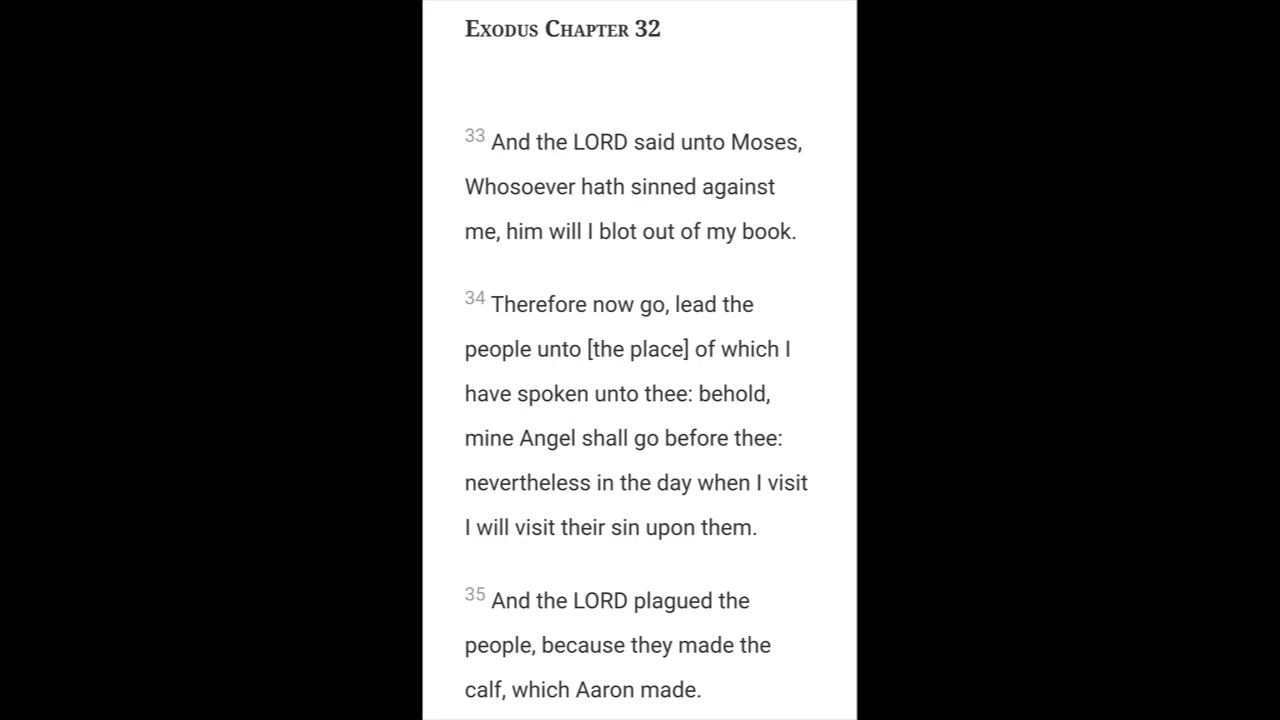 Exodus Chapter 32
33 And the LORD said unto Moses,
Whosoever hath sinned against
me, him will I blot out of my book.
34 Therefore now go, lead the
people unto [the place] of which I
have spoken unto thee: behold,
mine Angel shall go before thee:
nevertheless in the day when I visit
I will visit their sin upon them.
35 And the LORD plagued the
people, because they made the
calf, which Aaron made.